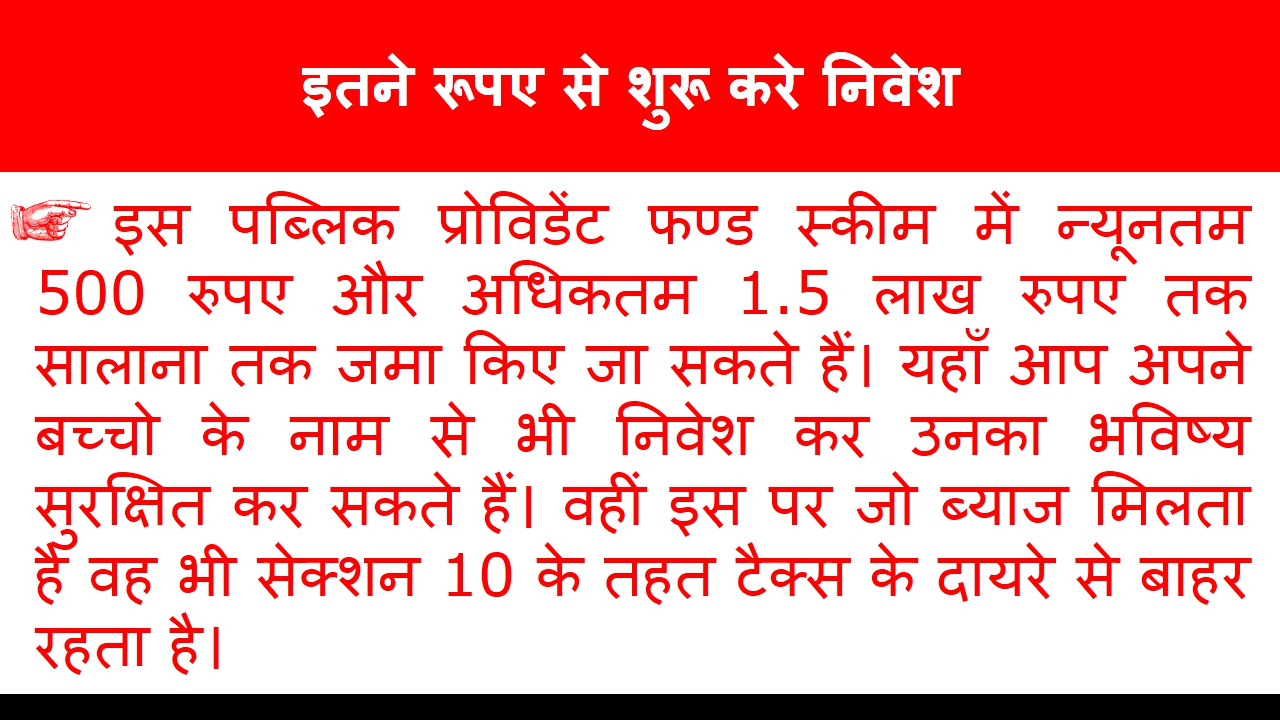 इतने रूपए से शुरू करे निवेश
इस पब्लिक प्रोविडेंट फण्ड स्कीम में न्यूनतम
500 रुपए और अधिकतम 1.5 लाख रुपए तक
सालाना तक जमा किए जा सकते हैं। यहाँ आप अपने
बच्चो के नाम से भी निवेश कर उनका भविष्य
सुरक्षित कर सकते हैं। वहीं इस पर जो ब्याज मिलता
है वह भी सेक्शन 10 के तहत टैक्स के दायरे से बाहर
रहता है।